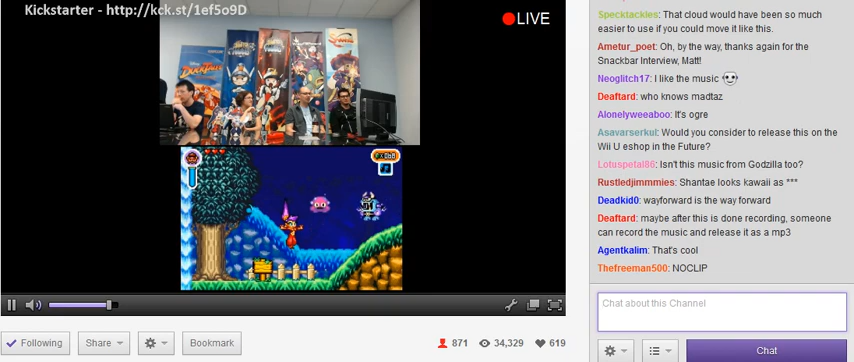 Kickstarter - http://kck.st/1ef5o9D
LIVE
DUCKTALES
Following
Share
Bookmark
871
34,329
619
Specktackles: That cloud would have been so much
easier to use if you could move it like this.
Ametur_poet: Oh, by the way, thanks again for the
Snackbar Interview, Matt!
Neoglitch17: I like the music
Deaftard: who knows madtaz
Alonelyweeaboo: It's ogre
Asavarserkul: Would you consider to release this on the
Wii U eshop in the Future?
Lotuspetal86: Isn't this music from Godzilla too?
Rustledjimmmies: Shantae looks kawaii as ***
Deadkid0: wayforward is the way forward
Deaftard: maybe after this is done recording, someone
can record the music and release it as a mp3
Agentkalim: That's cool
Thefreeman500: NOCLIP
Chat about this Channel
Chat